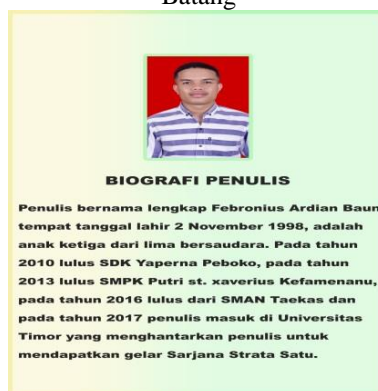 Batang
BIOGRAFI PENULIS
Penulis bernama lengkap Febronius Ardian Baun
tempat tanggal lahir 2 November 1998, adalah
anak ketiga dari lima bersaudara. Pada tahun
2010 lulus SDK Yaperna Peboko, pada tahun
2013 lulus SMPK Putri st. xaverius Kefamenanu,
pada tahun 2016 lulus dari SMAN Taekas dan
pada tahun 2017 penulis masuk di Universitas
Timor yang menghantarkan penulis untuk
mendapatkan gelar Sarjana Strata Satu.